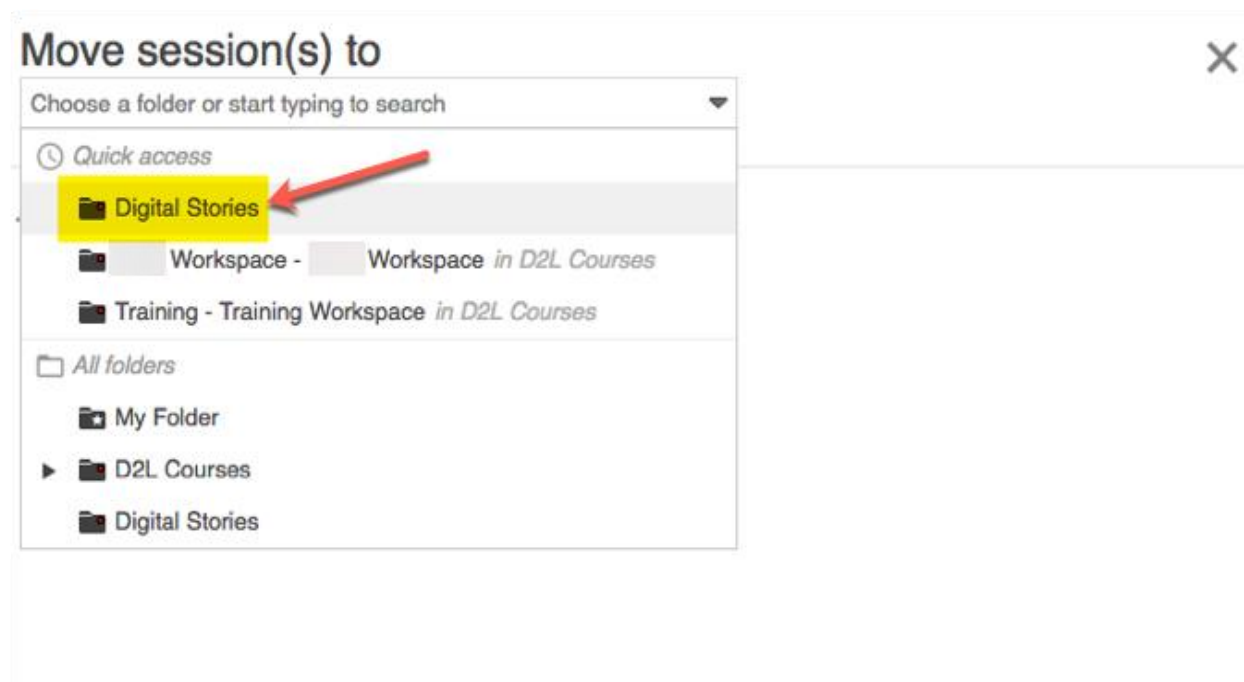 Move session(s) to
Choose a folder or start typing to search
Quick access
Digital Stories
Workspace - Workspace in D2L Courses
Training - Training Workspace in D2L Courses
All folders
My Folder
D2L Courses
Digital Stories